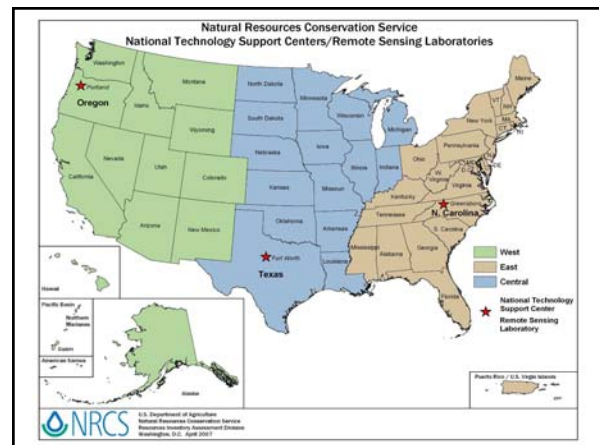 Natural Resources Conservation Service
National Technology Support Centers/Remote Sensing Laboratories
Washington
Portland
Oregon
Montana
Idaho
Wyoming
Nevada
Utah
Colorado
California
Arizona
New Mexico
North Dakota
South Dakota
Nebraska
Kansas
Oklahoma
Fort Worth
Texas
Minnesota
Wisconsin
Michigan
Iowa
Illinois
Indiana
Missouri
Arkansas
Louisiana
Maine
VT
NH
New York
MA
CT
RI
Pennsylvania
Ohio
NJ
DE
W.
Virginia
Virginia
Kentucky
Greensboro
N. Carolina
Tennessee
S. Carolina
Mississippi
Alabama
Georgia
Florida
West
East
Central
National Technology
Support Center
Remote Sensing
Laboratory
Hawaii
Pacific Basin
Northern
Marianas
Guam
American Samoa
Alaska
Puerto Rico / U.S. Virgin Islands
NRCS
U.S. Department of Agriculture
Natural Resources Conservation Service
Resources Inventory Assessment Division
Washington, D.C. April 2007